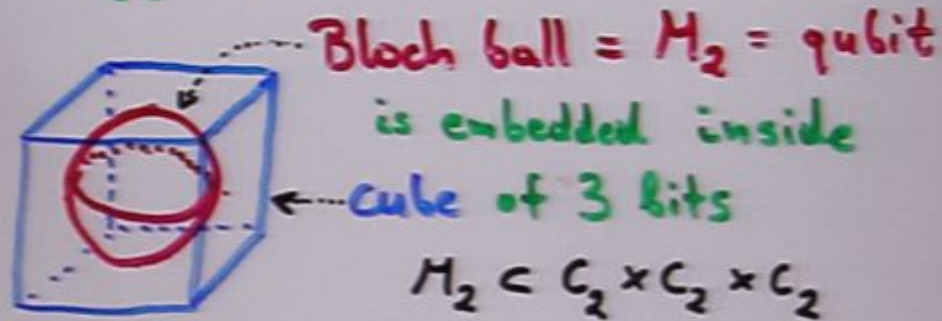 Bloch ball = M₂ = qubit
is embedded inside
cube of 3 bits
M₂ ⊂ C₂ × C₂ × C₂